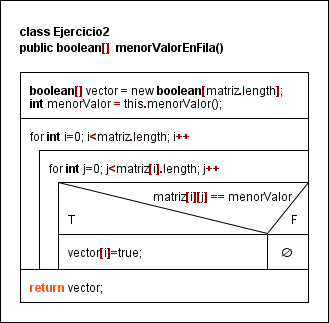 class Ejercicio2
public boolean[] menorValorEnFila()
boolean[] vector = new boolean[matriz.length];
int menorValor = this.menorValor();
for int i=0; i<matriz.length; i++
for int j=0; j<matriz[i].length; j++
matriz[i][j] == menorValor
T F
vector[i]=true; ∅
return vector;